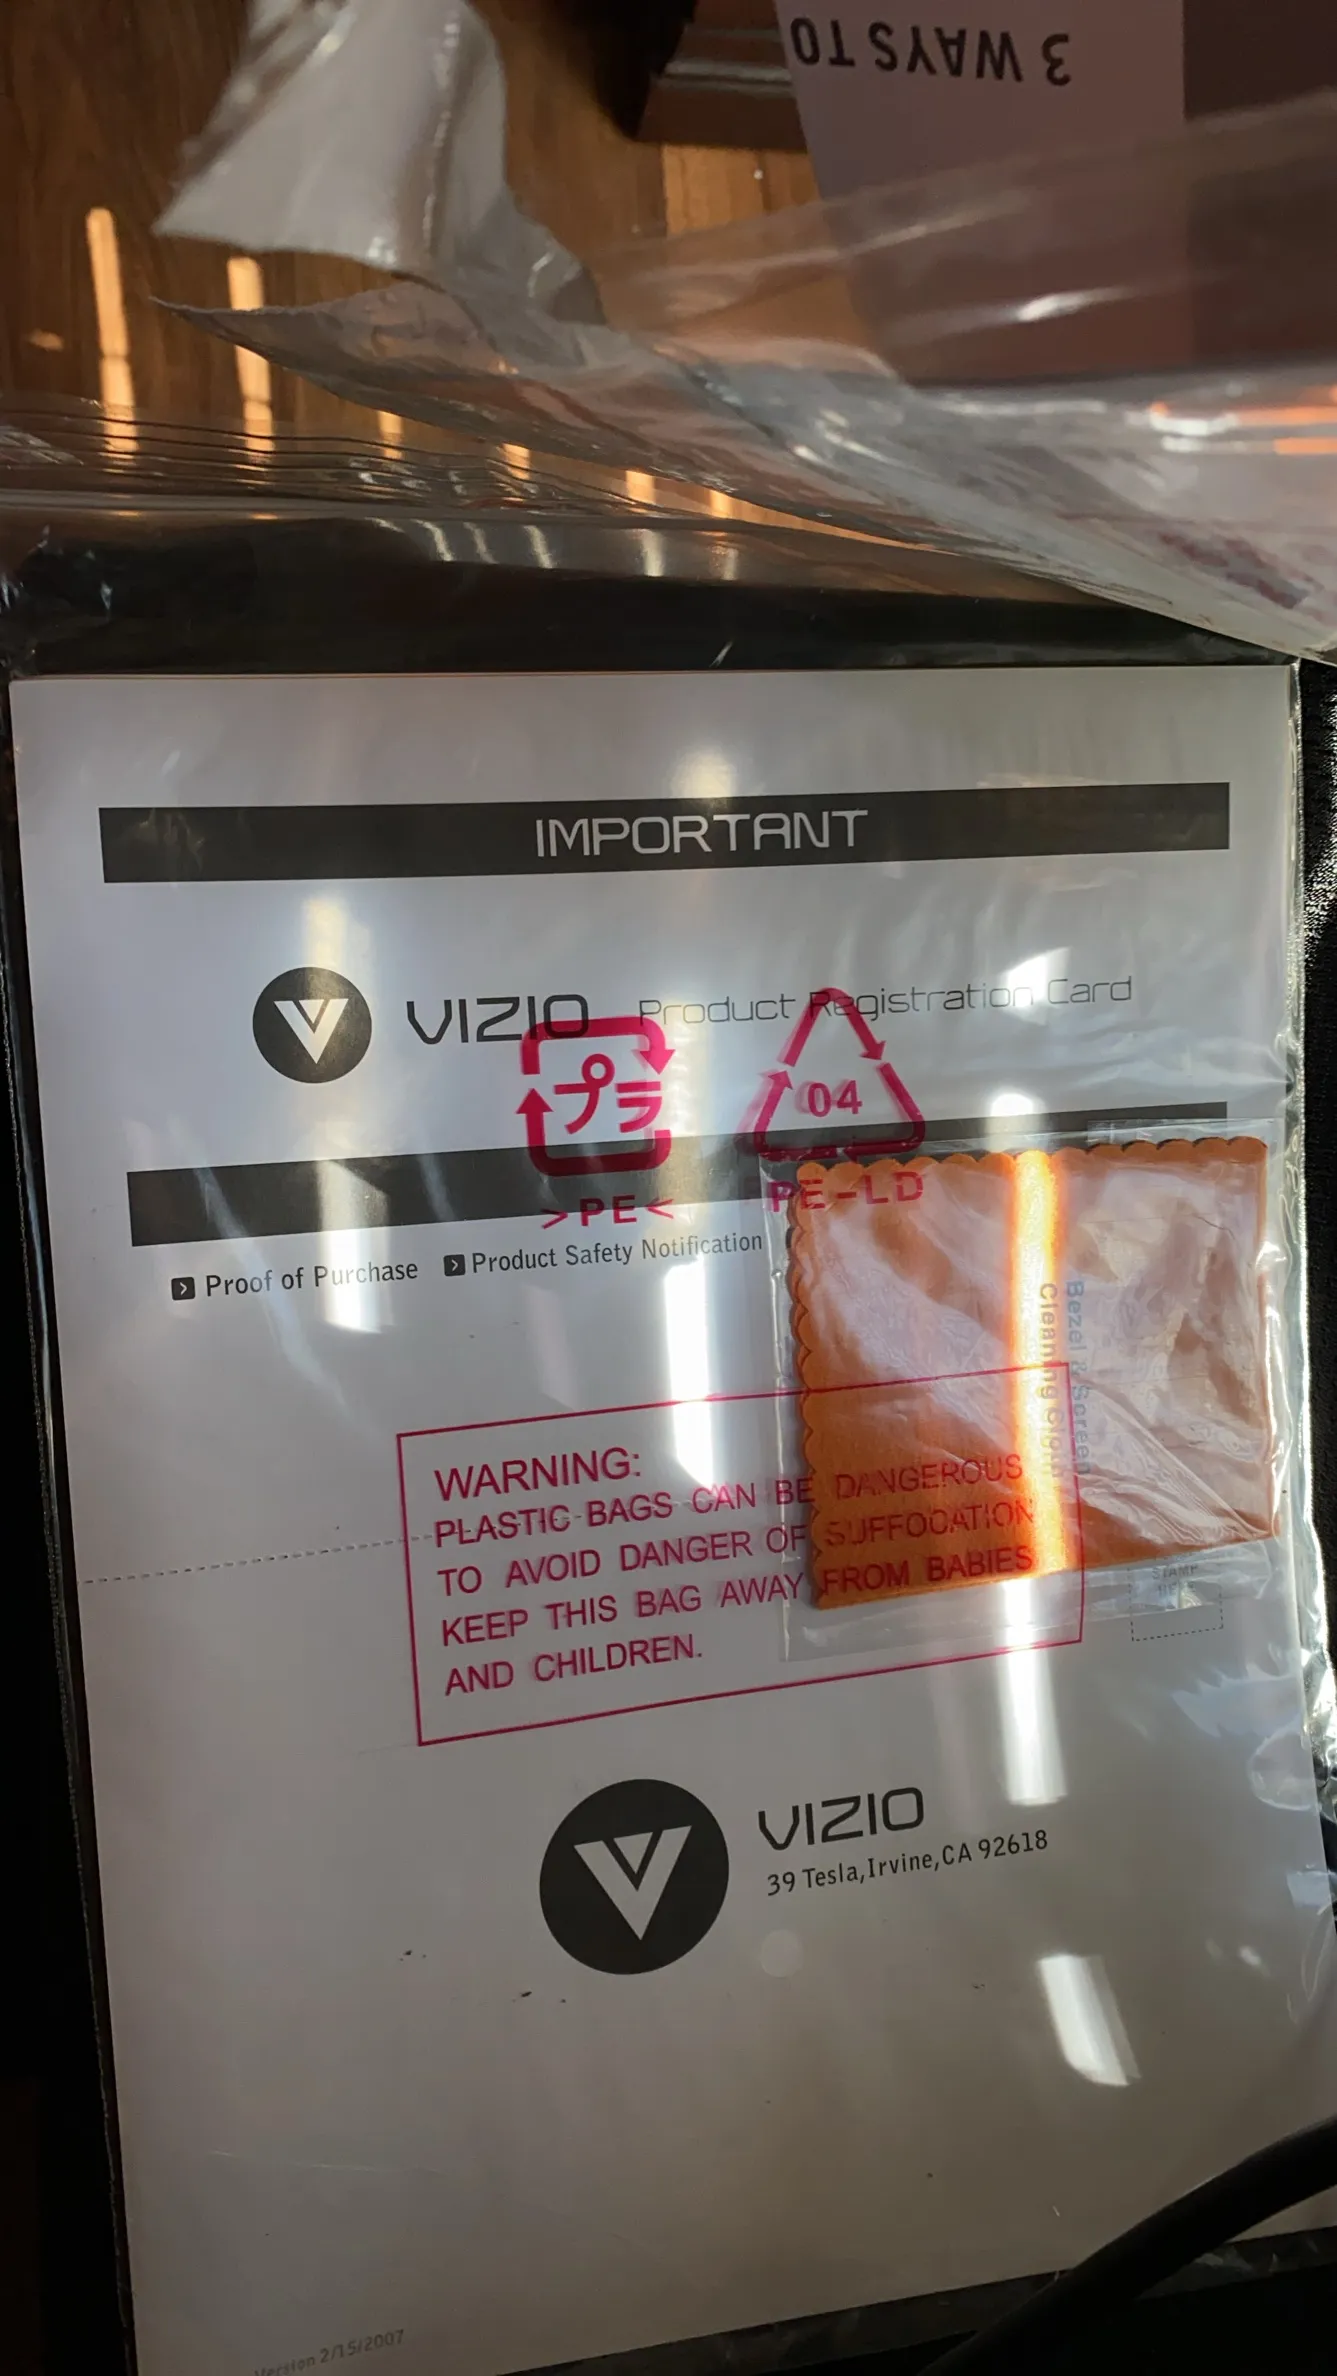 3 WAYS TO
IMPORTANT
VIZIO Product Registration Card
プラ
04
>PE<
PE-LD
Proof of Purchase
Product Safety Notification
Bezel & Screen
Cleaning Cloth
WARNING:
PLASTIC BAGS CAN BE DANGEROUS
TO AVOID DANGER OF SUFFOCATION
KEEP THIS BAG AWAY FROM BABIES
AND CHILDREN.
STAMP
HERE
VIZIO
39 Tesla, Irvine, CA 92618
Version 2/15/2007